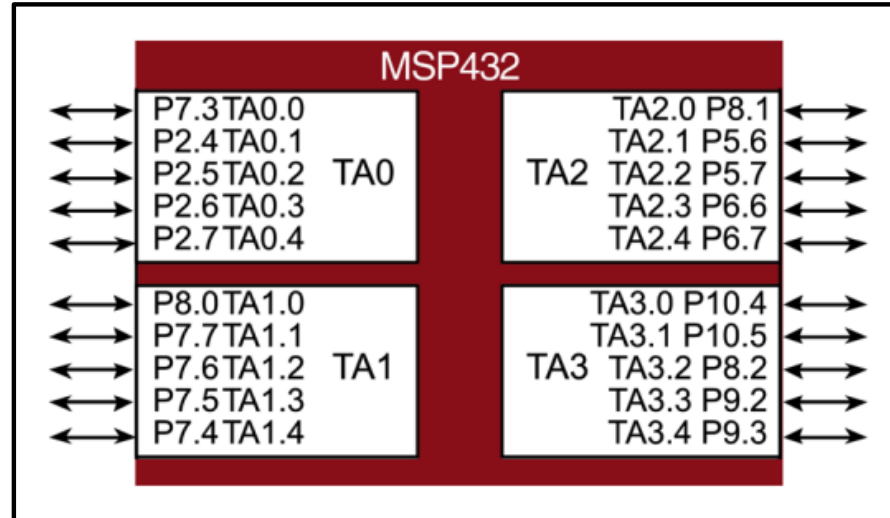 MSP432
P7.3 TA0.0
P2.4 TA0.1
P2.5 TA0.2
P2.6 TA0.3
P2.7 TA0.4
TA0
P8.0 TA1.0
P7.7 TA1.1
P7.6 TA1.2
P7.5 TA1.3
P7.4 TA1.4
TA1
TA2
TA2.0 P8.1
TA2.1 P5.6
TA2.2 P5.7
TA2.3 P6.6
TA2.4 P6.7
TA3
TA3.0 P10.4
TA3.1 P10.5
TA3.2 P8.2
TA3.3 P9.2
TA3.4 P9.3